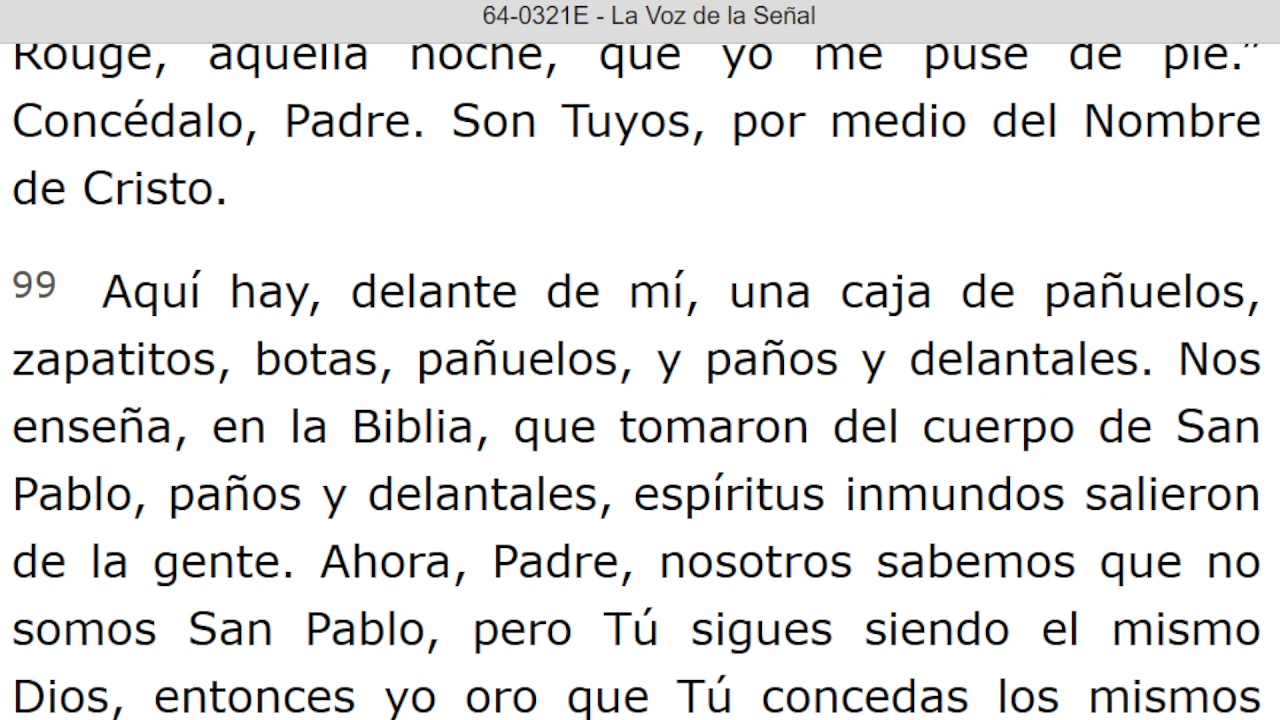 64-0321E - La Voz de la Señal
Rouge, aquella noche, que yo me puse de pie.”
Concédalo, Padre. Son Tuyos, por medio del Nombre
de Cristo.
99 Aquí hay, delante de mí, una caja de pañuelos,
zapatitos, botas, pañuelos, y paños y delantales. Nos
enseña, en la Biblia, que tomaron del cuerpo de San
Pablo, paños y delantales, espíritus inmundos salieron
de la gente. Ahora, Padre, nosotros sabemos que no
somos San Pablo, pero Tú sigues siendo el mismo
Dios, entonces yo oro que Tú concedas los mismos